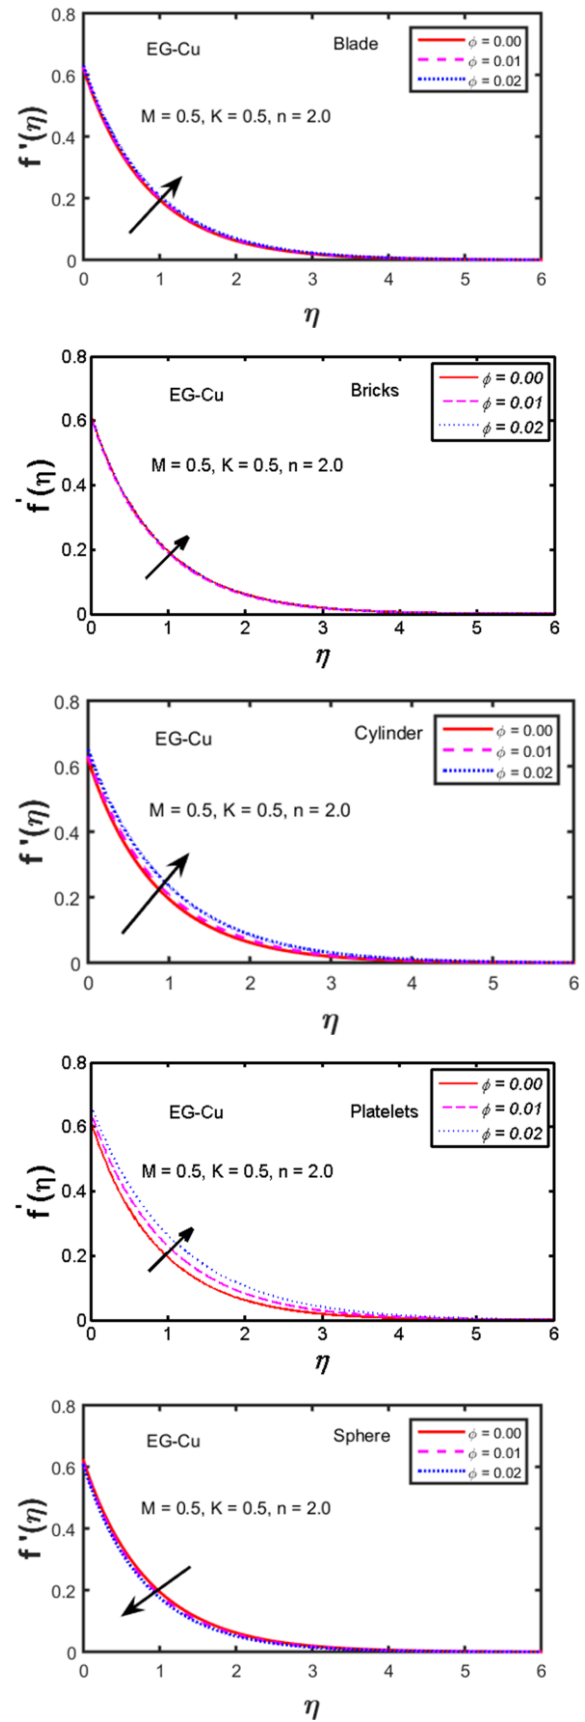 0.8
EG-Cu
Blade
φ = 0.00
φ = 0.01
φ = 0.02
0.6
M = 0.5, K = 0.5, n = 2.0
f '(η)
0.4
0.2
0
0 1 2 3 4 5 6
η
0.8
EG-Cu
Bricks
φ = 0.00
φ = 0.01
φ = 0.02
0.6
M = 0.5, K = 0.5, n = 2.0
f'(η)
0.4
0.2
0
0 1 2 3 4 5 6
η
0.8
EG-Cu
Cylinder
φ = 0.00
φ = 0.01
φ = 0.02
0.6
M = 0.5, K = 0.5, n = 2.0
f '(η)
0.4
0.2
0
0 1 2 3 4 5 6
η
0.8
EG-Cu
Platelets
φ = 0.00
φ = 0.01
φ = 0.02
0.6
M = 0.5, K = 0.5, n = 2.0
f'(η)
0.4
0.2
0
0 1 2 3 4 5 6
η
0.8
EG-Cu
Sphere
φ = 0.00
φ = 0.01
φ = 0.02
0.6
M = 0.5, K = 0.5, n = 2.0
f '(η)
0.4
0.2
0
0 1 2 3 4 5 6
η